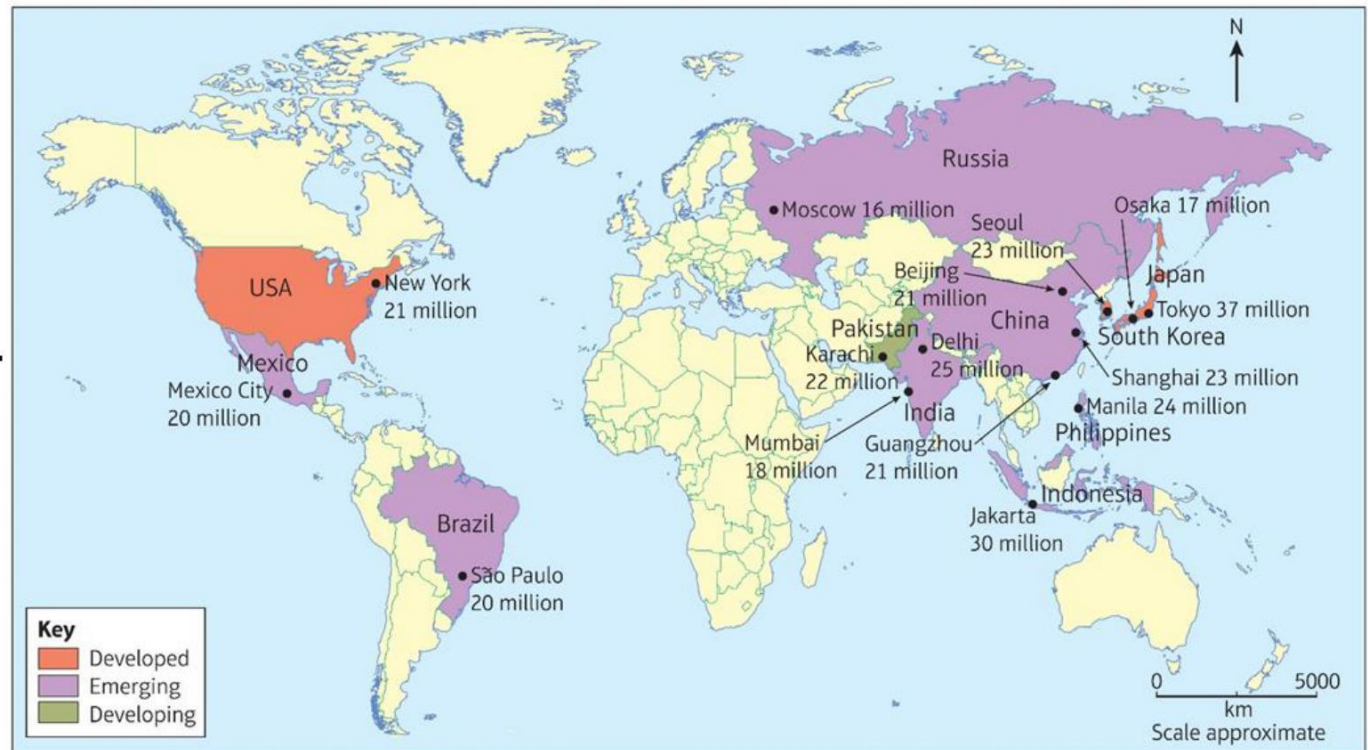 N
Russia
Moscow 16 million
Osaka 17 million
Seoul
23 million
Beijing
21 million
Japan
USA
New York
21 million
China
Tokyo 37 million
South Korea
Pakistan
Karachi
22 million
Delhi
25 million
Mexico
Mexico City
20 million
Shanghai 23 million
Manila 24 million
Philippines
India
Mumbai
18 million
Guangzhou
21 million
Indonesia
Jakarta
30 million
Brazil
São Paulo
20 million
Key
Developed
Emerging
Developing
0 5000
km
Scale approximate